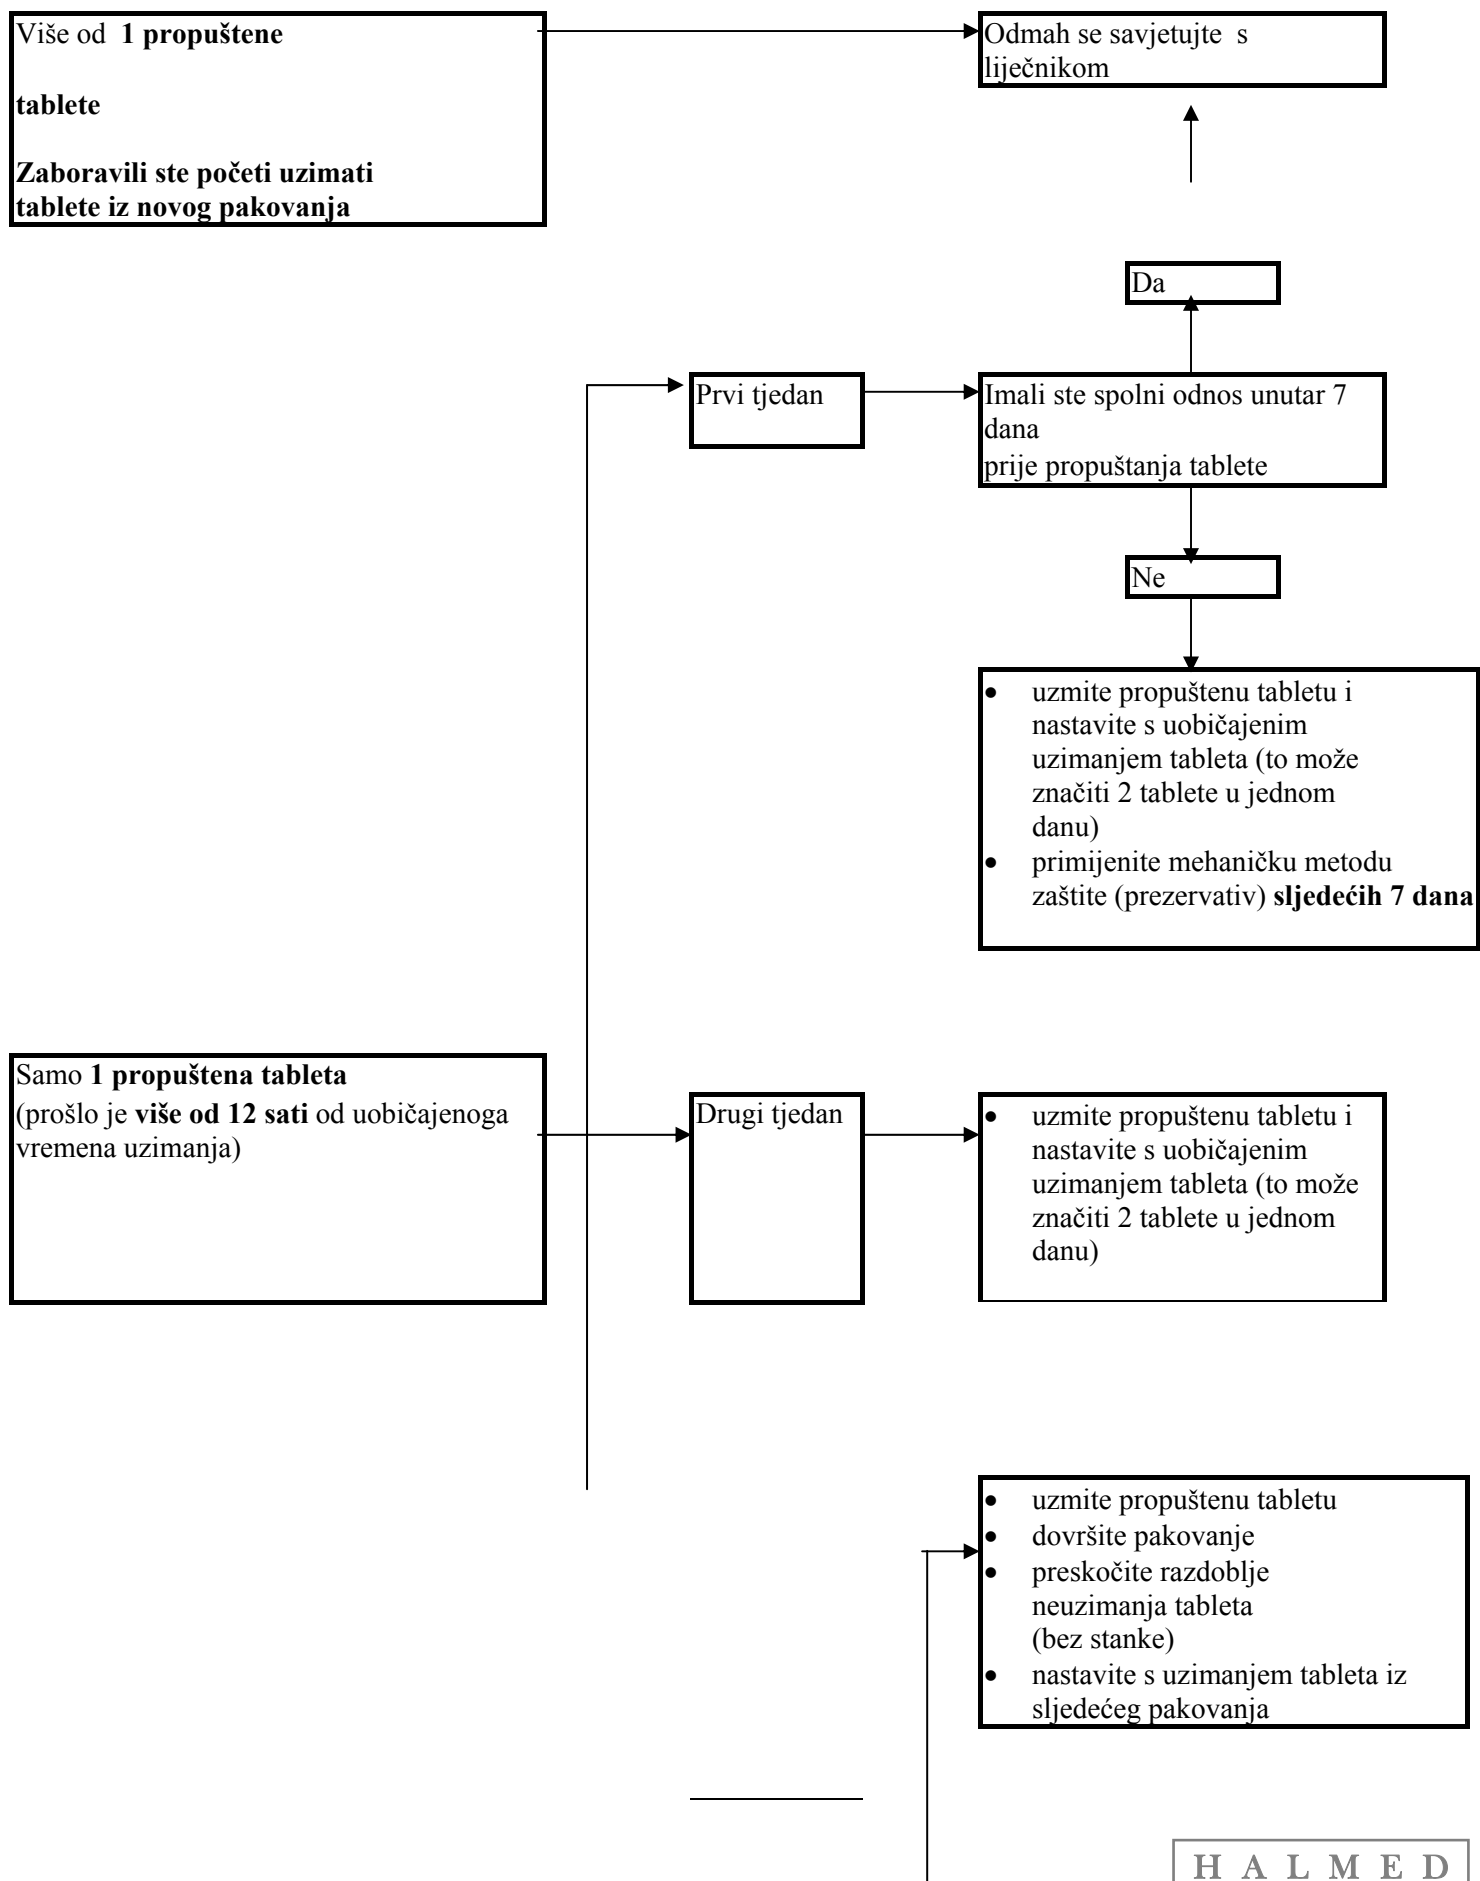 Više od 1 propuštene
tablete
Zaboravili ste početi uzimati
tablete iz novog pakovanja
Odmah se savjetujte s
liječnikom
Da
Prvi tjedan
Imali ste spolni odnos unutar 7
dana
prije propuštanja tablete
Ne
• uzmite propuštenu tabletu i
nastavite s uobičajenim
uzimanjem tableta (to može
značiti 2 tablete u jednom
danu)
• primijenite mehaničku metodu
zaštite (prezervativ) sljedećih 7 dana
Samo 1 propuštena tableta
(prošlo je više od 12 sati od uobičajenoga
vremena uzimanja)
Drugi tjedan
• uzmite propuštenu tabletu i
nastavite s uobičajenim
uzimanjem tableta (to može
značiti 2 tablete u jednom
danu)
• uzmite propuštenu tabletu
• dovršite pakovanje
• preskočite razdoblje
neuzimanja tableta
(bez stanke)
• nastavite s uzimanjem tableta iz
sljedećeg pakovanja
H A L M E D